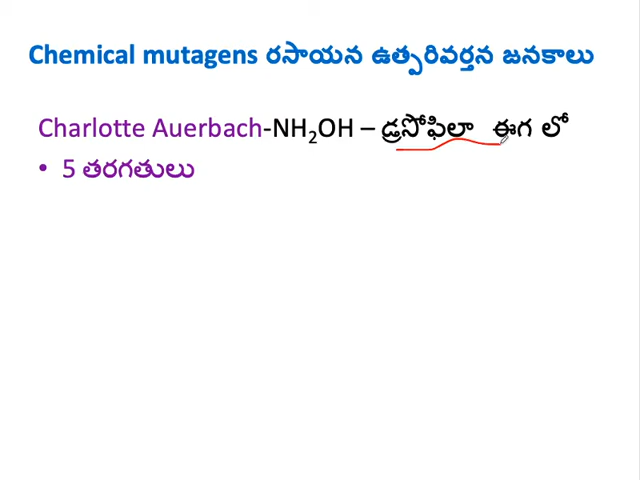 Chemical mutagens రసాయన ఉత్పరివర్తన జనకాలు
Charlotte Auerbach-NH₂OH – డ్రసోఫిలా ఈగ లో
• 5 తరగతులు